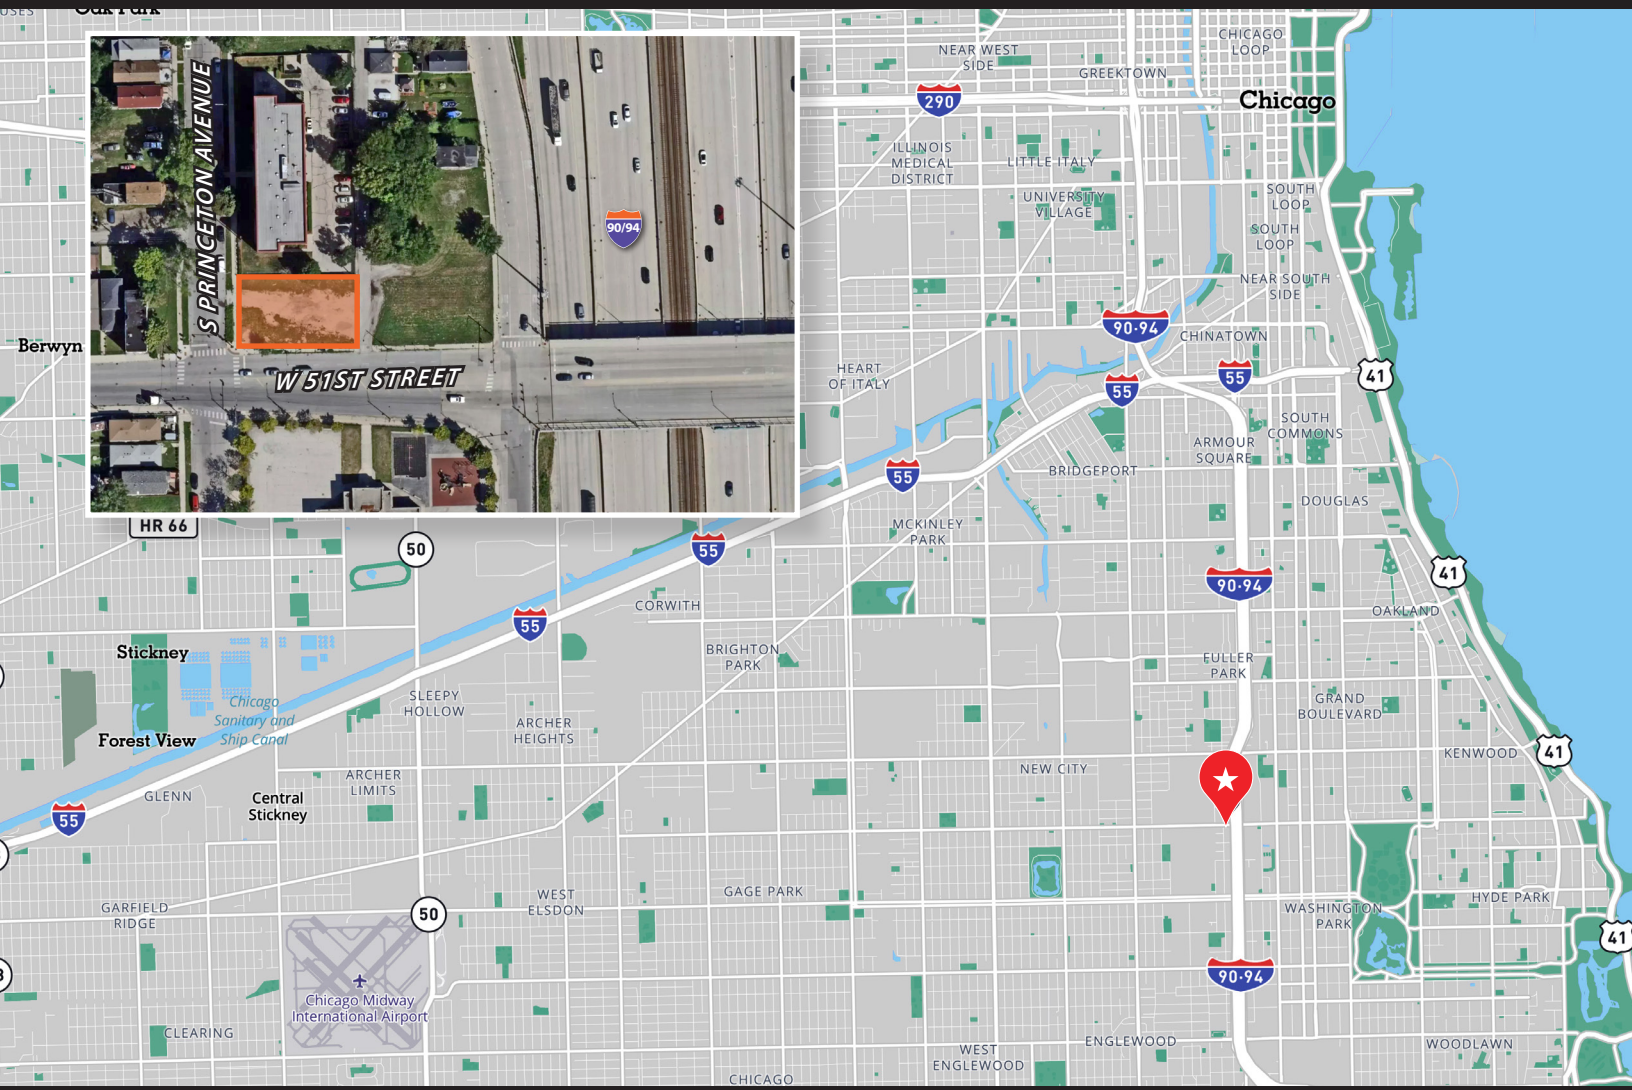 Oak Park
S PRINCETON AVENUE
90/94
W 51ST STREET
NEAR WEST
SIDE
GREEKTOWN
CHICAGO
LOOP
290
Chicago
ILLINOIS
MEDICAL
DISTRICT
LITTLE ITALY
UNIVERSITY
VILLAGE
SOUTH
LOOP
SOUTH
LOOP
NEAR SOUTH
SIDE
90·94
CHINATOWN
Berwyn
HEART
OF ITALY
55
55
41
SOUTH
COMMONS
ARMOUR
SQUARE
BRIDGEPORT
55
DOUGLAS
HR 66
MCKINLEY
PARK
50
55
90·94
41
CORWITH
OAKLAND
55
Stickney
BRIGHTON
PARK
FULLER
PARK
SLEEPY
HOLLOW
Chicago
Sanitary and
Ship Canal
GRAND
BOULEVARD
ARCHER
HEIGHTS
Forest View
KENWOOD
41
NEW CITY
ARCHER
LIMITS
GLENN
Central
Stickney
55
GAGE PARK
WEST
ELSDON
HYDE PARK
GARFIELD
RIDGE
50
WASHINGTON
PARK
41
90·94
Chicago Midway
International Airport
CLEARING
ENGLEWOOD
WEST
ENGLEWOOD
WOODLAWN
CHICAGO